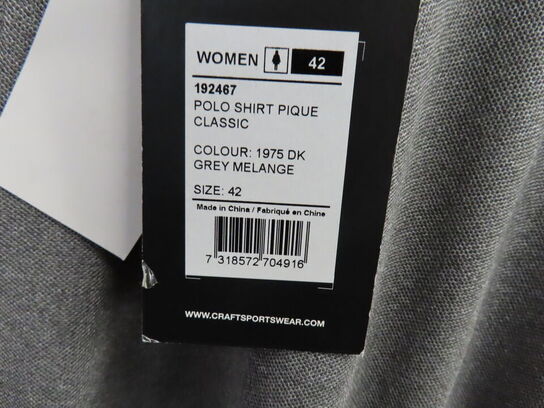 WOMEN 42
192467
POLO SHIRT PIQUE
CLASSIC
COLOUR: 1975 DK
GREY MELANGE
SIZE: 42
Made in China / Fabriqué en Chine
7 318572 704916
WWW.CRAFTSPORTSWEAR.COM